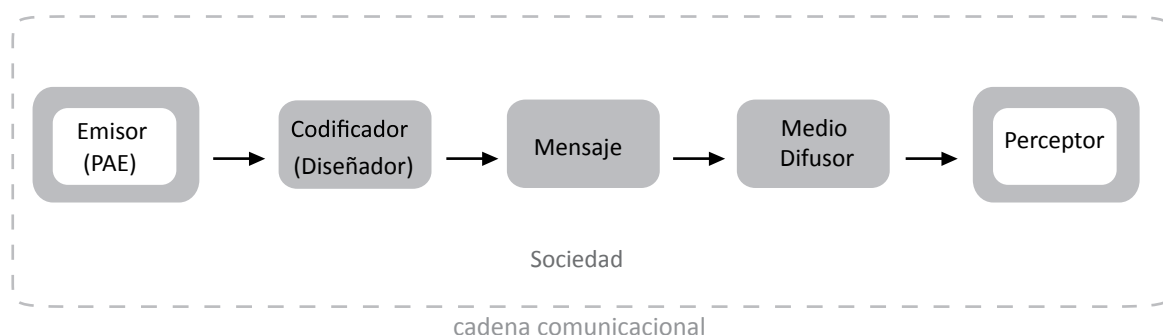 Emisor
(PAE)
Codificador
(Diseñador)
Mensaje
Medio
Difusor
Perceptor
Sociedad
cadena comunicacional